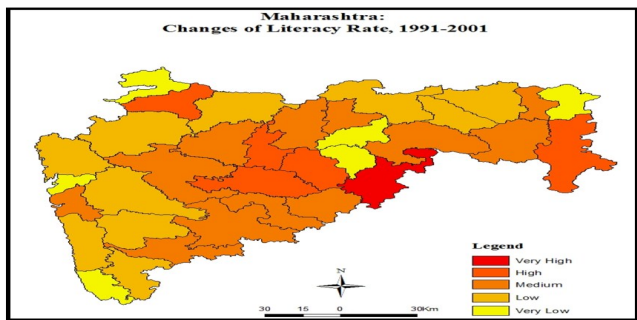 Maharashtra:
Changes of Literacy Rate, 1991-2001
Legend
Very High
High
Medium
Low
Very Low
N
30 15 0 30Km